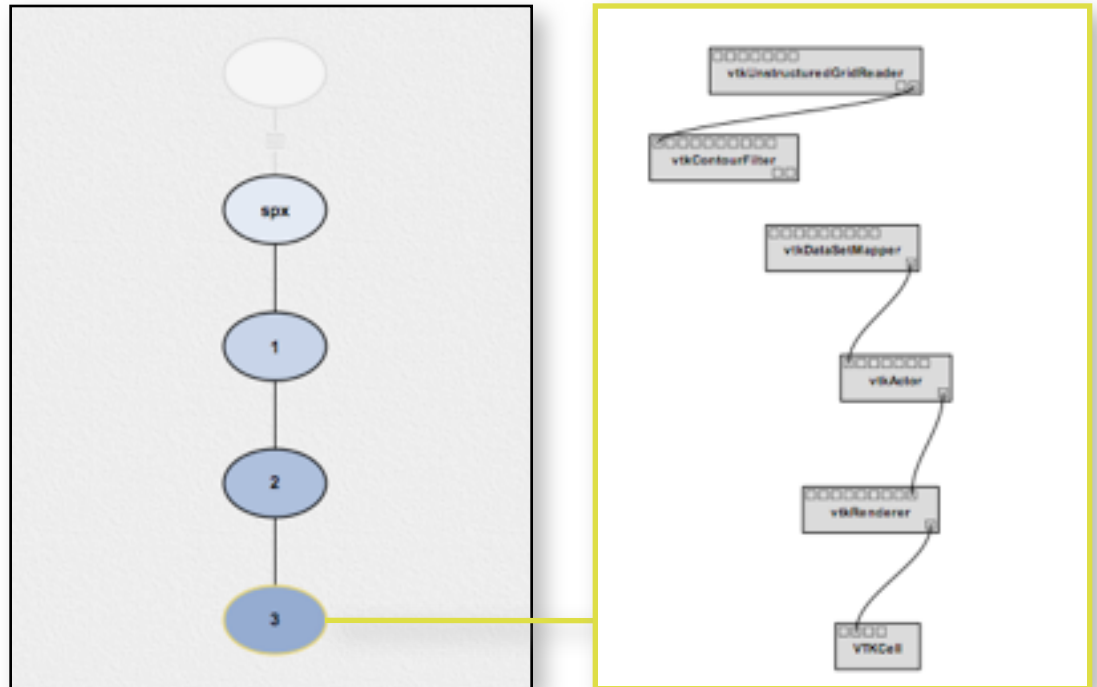 spx
1
2
3
vtkUnstructuredGridReader
vtkContourFilter
vtkDataSetMapper
vtkActor
vtkRenderer
VTKCell